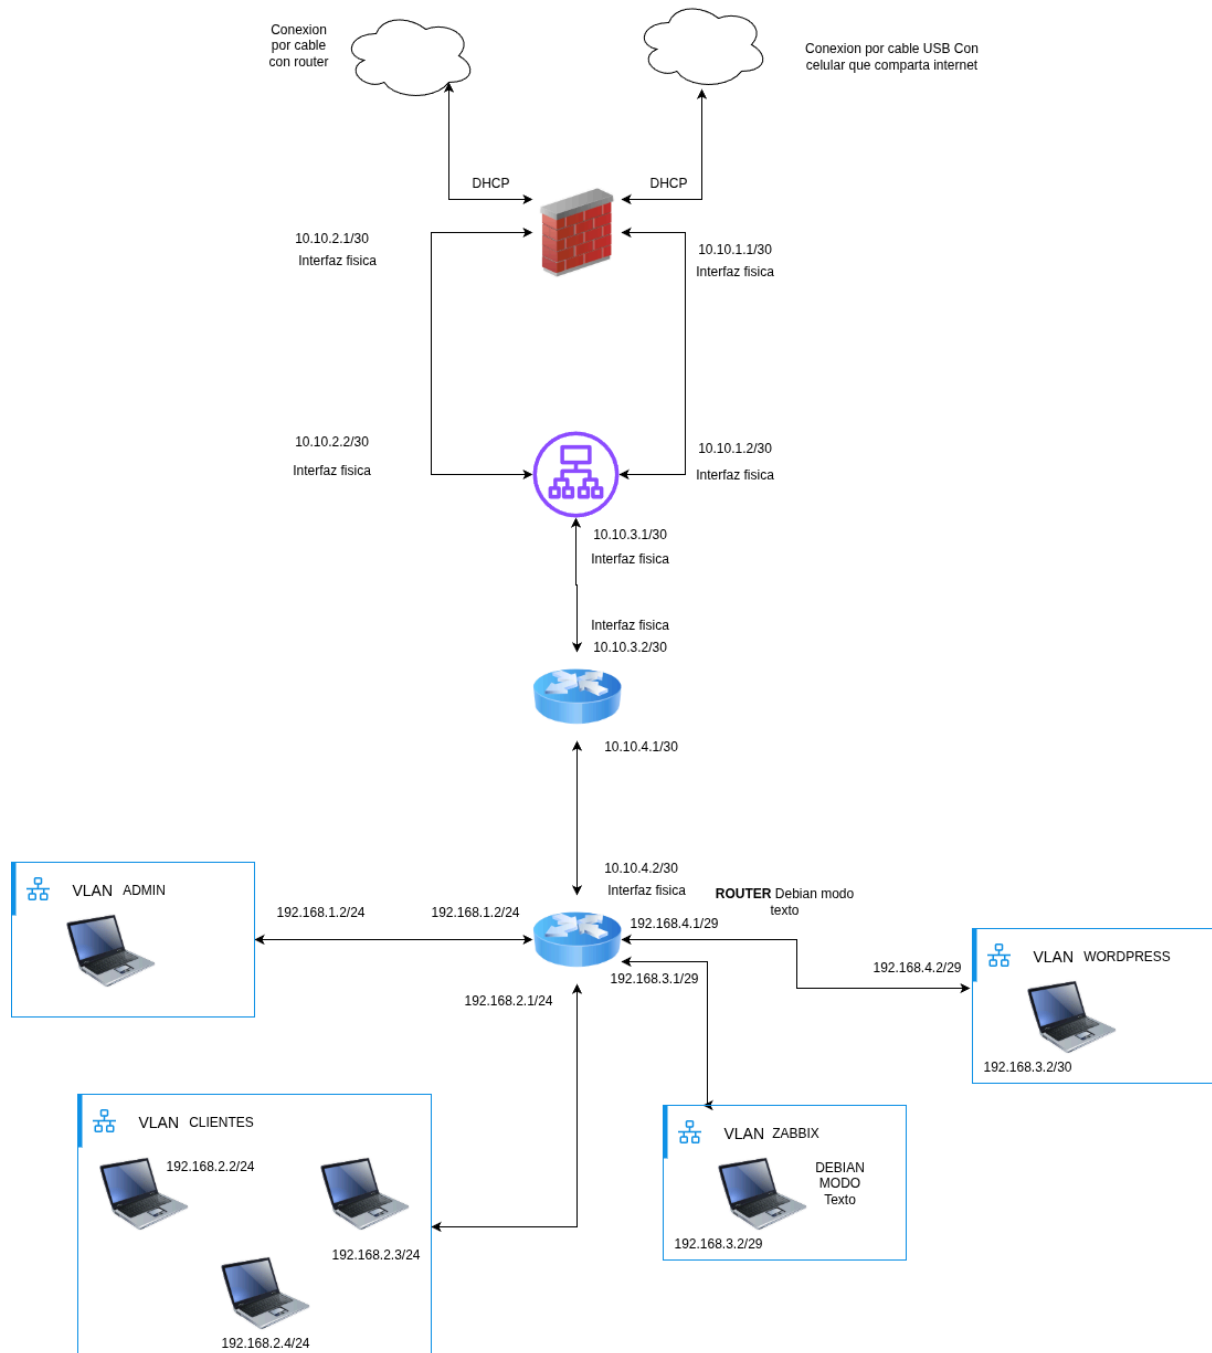 Conexion
por cable
con router
Conexion por cable USB Con
celular que comparta internet
DHCP
DHCP
10.10.2.1/30
Interfaz fisica
10.10.1.1/30
Interfaz fisica
10.10.2.2/30
Interfaz fisica
10.10.1.2/30
Interfaz fisica
10.10.3.1/30
Interfaz fisica
Interfaz fisica
10.10.3.2/30
10.10.4.1/30
10.10.4.2/30
Interfaz fisica
ROUTER Debian modo
texto
VLAN ADMIN
192.168.1.2/24
192.168.1.2/24
192.168.4.1/29
192.168.3.1/29
192.168.2.1/24
192.168.4.2/29
VLAN WORDPRESS
192.168.3.2/30
VLAN CLIENTES
192.168.2.2/24
192.168.2.3/24
192.168.2.4/24
VLAN ZABBIX
DEBIAN
MODO
Texto
192.168.3.2/29